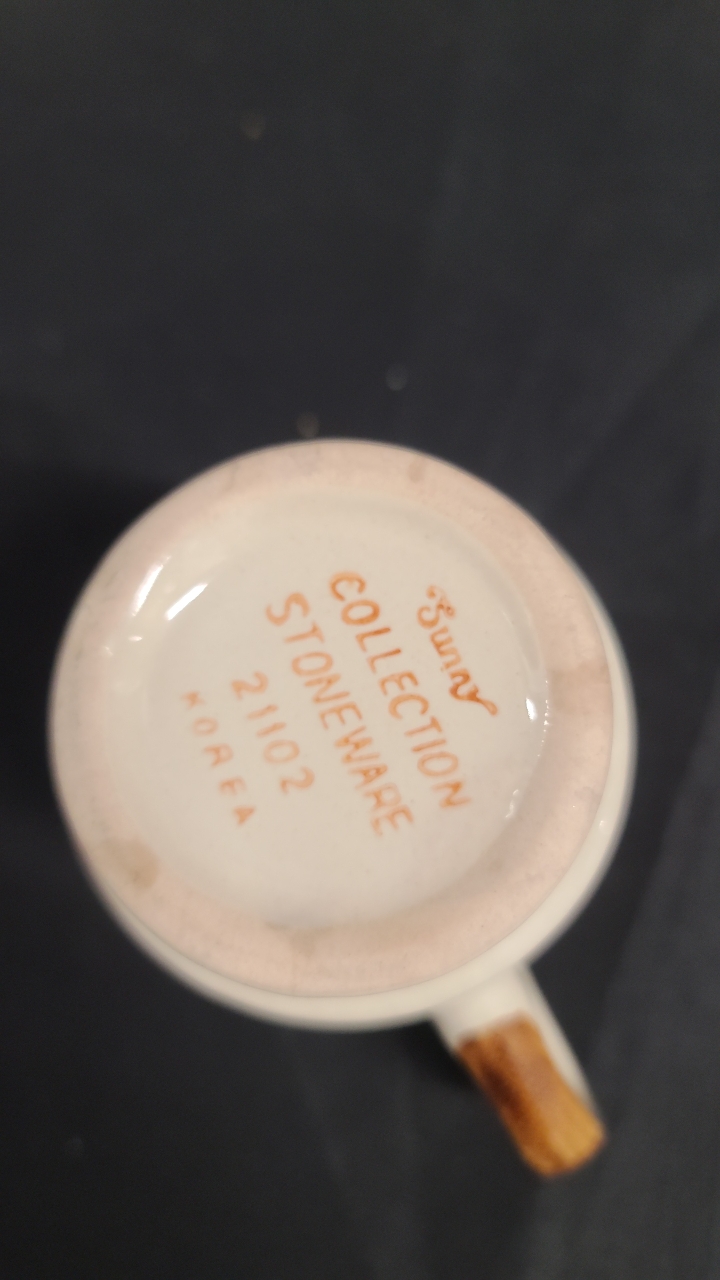 Sunny
COLLECTION
STONEWARE
21102
KOREA